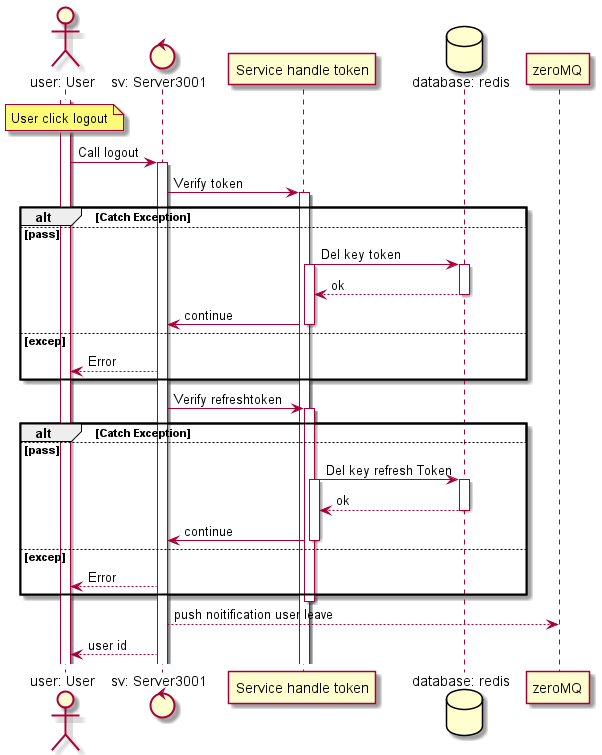 user: User
sv: Server3001
Service handle token
database: redis
zeroMQ
User click logout
Call logout
Verify token
alt
[Catch Exception]
[pass]
Del key token
ok
continue
[excep]
Error
Verify refreshtoken
alt
[Catch Exception]
[pass]
Del key refresh Token
ok
continue
[excep]
Error
push noitification user leave
user id
user: User
sv: Server3001
Service handle token
database: redis
zeroMQ